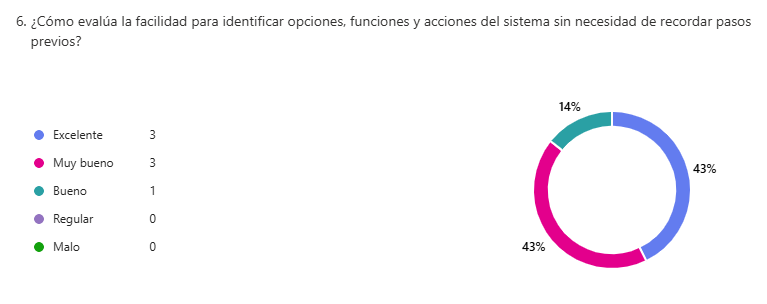 6. ¿Cómo evalúa la facilidad para identificar opciones, funciones y acciones del sistema sin necesidad de recordar pasos
previos?
14%
Excelente 3
Muy bueno 3
43%
Bueno 1
Regular 0
Malo 0
43%